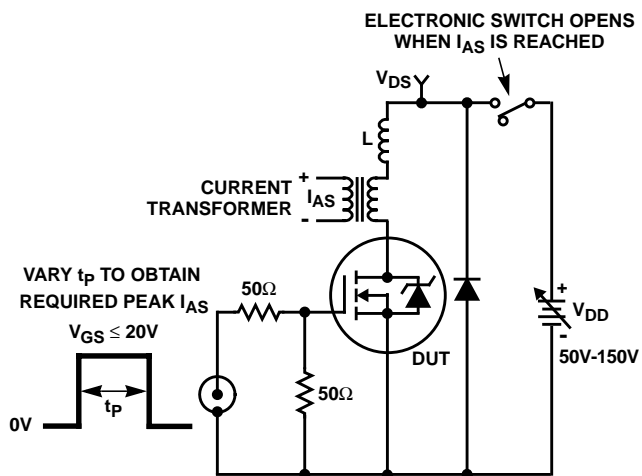 ELECTRONIC SWITCH OPENS
WHEN IAS IS REACHED
VDS
L
+
IAS
-
CURRENT
TRANSFORMER
VARY tP TO OBTAIN
REQUIRED PEAK IAS
VGS ≤ 20V
50Ω
DUT
+
VDD
-
50V-150V
50Ω
tP
0V